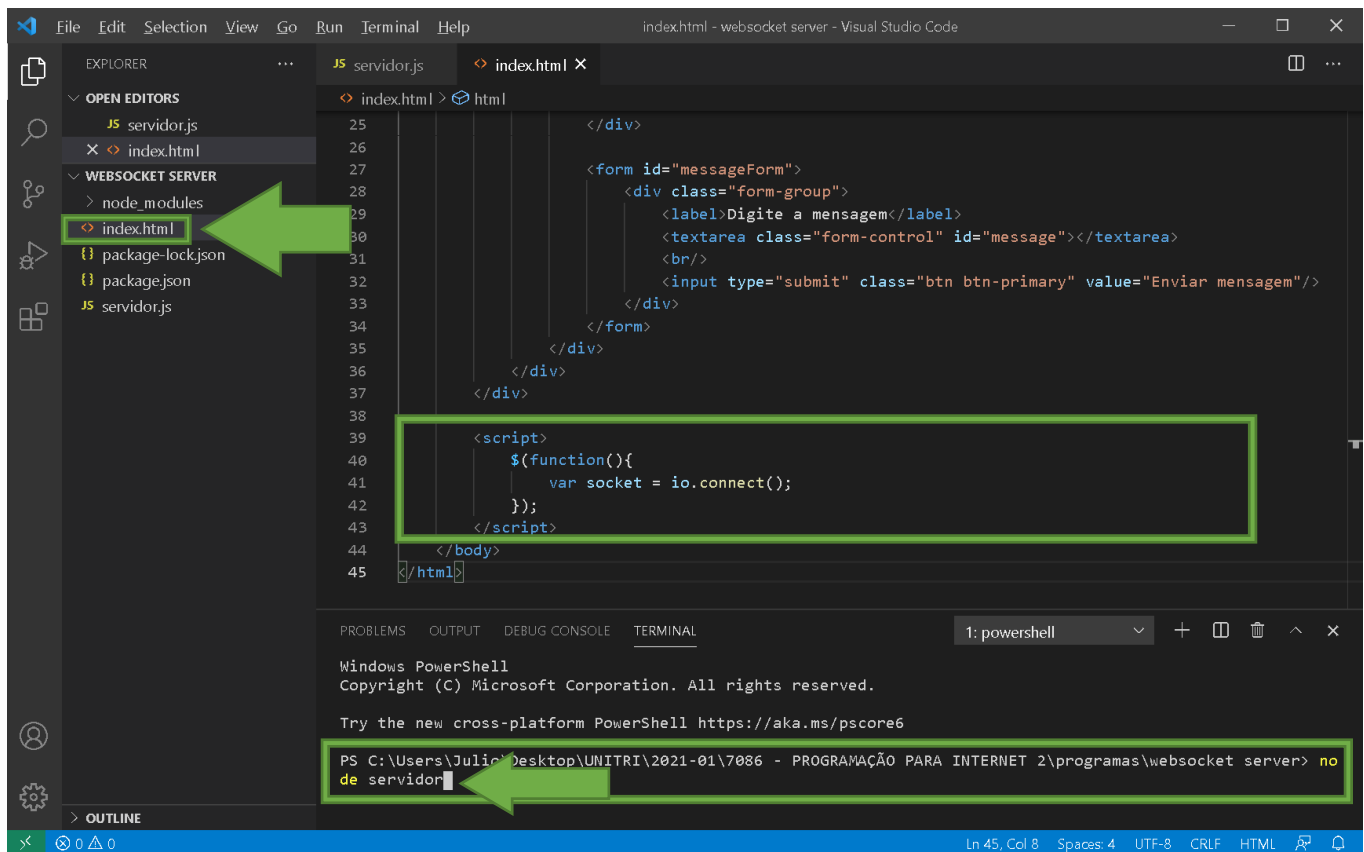 File Edit Selection View Go Run Terminal Help index.html - websocket server - Visual Studio Code
EXPLORER
OPEN EDITORS
JS servidor.js
index.html
WEBSOCKET SERVER
node_modules
index.html
package-lock.json
package.json
JS servidor.js
OUTLINE
JS servidor.js index.html
index.html > html
25 </div>
26
27 <form id="messageForm">
28 <div class="form-group">
29 <label>Digite a mensagem</label>
30 <textarea class="form-control" id="message"></textarea>
31 <br/>
32 <input type="submit" class="btn btn-primary" value="Enviar mensagem"/>
33 </div>
34 </form>
35 </div>
36 </div>
37 </div>
38
39 <script>
40 $(function(){
41 var socket = io.connect();
42 });
43 </script>
44 </body>
45 </html>
PROBLEMS OUTPUT DEBUG CONSOLE TERMINAL 1: powershell
Windows PowerShell
Copyright (C) Microsoft Corporation. All rights reserved.
Try the new cross-platform PowerShell https://aka.ms/pscore6
PS C:\Users\Julio\Desktop\UNITRI\2021-01\7086 - PROGRAMAÇÃO PARA INTERNET 2\programas\websocket server> no
de servidor
0 0 Ln 45, Col 8 Spaces: 4 UTF-8 CRLF HTML